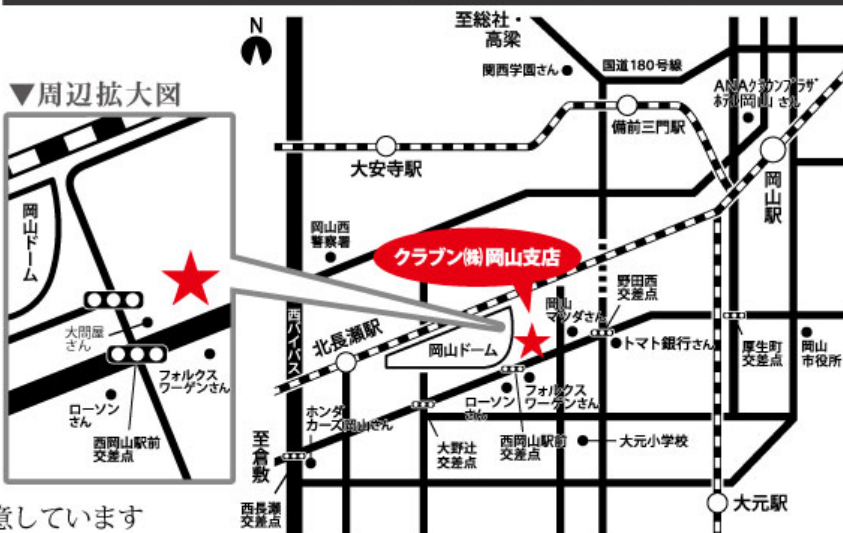 ▼周辺拡大図
岡山ドーム
大問屋
さん
フォルクス
ワーゲンさん
ローソン
さん
西岡山駅前
交差点
意しています
N
至総社・
高梁
関西学園さん
国道180号線
ANAクラウンプラザ
ホテル岡山 さん
備前三門駅
大安寺駅
岡山駅
岡山西
警察署
クラブン㈱岡山支店
西バイパス
野田西
交差点
岡山
マツダさん
北長瀬駅
岡山ドーム
トマト銀行さん
厚生町
交差点
岡山
市役所
フォルクス
ワーゲンさん
ローソン
さん
ホンダ
カーズ岡山さん
至倉敷
大野辻
交差点
西岡山駅前
交差点
大元小学校
西長瀬
交差点
大元駅